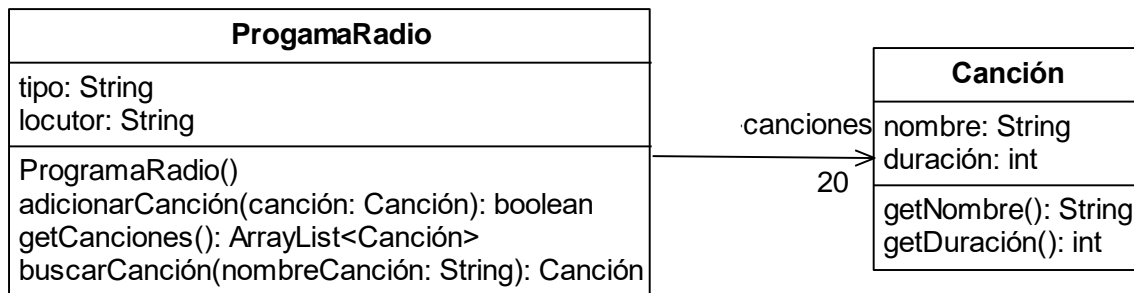 ProgamaRadio
tipo: String
locutor: String
ProgramaRadio()
adicionarCanción(canción: Canción): boolean
getCanciones(): ArrayList<Canción>
buscarCanción(nombreCanción: String): Canción
canciones
20
Canción
nombre: String
duración: int
getNombre(): String
getDuración(): int